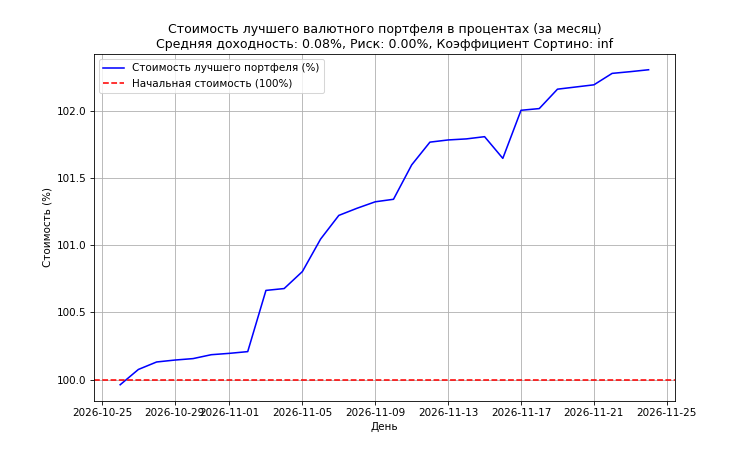 Стоимость лучшего валютного портфеля в процентах (за месяц)
Средняя доходность: 0.08%, Риск: 0.00%, Коэффициент Сортино: inf
Стоимость лучшего портфеля (%)
Начальная стоимость (100%)
Стоимость (%)
102.0
101.5
101.0
100.5
100.0
2026-10-25 2026-10-29 2026-11-01 2026-11-05 2026-11-09 2026-11-13 2026-11-17 2026-11-21 2026-11-25
День